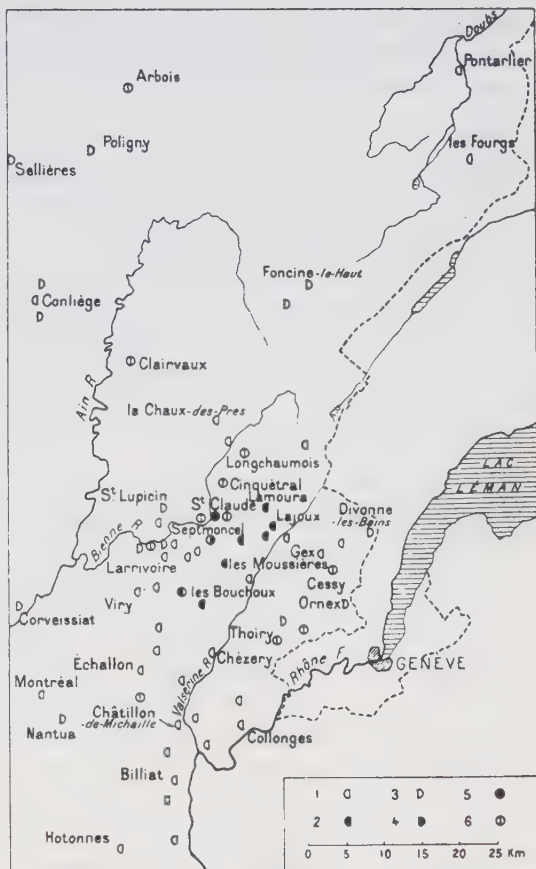 Doubs
Pontarlier
Arbois
les Fourgs
Poligny
Sellières
Foncine-le-Haut
Conliège
Clairvaux
Ain R
la Chaux-des-Pres
Longchaumois
LAC
LÉMAN
Cinquétral
St Lupicin
St Claude
Lamoura
Divonne
-les-Bains
Lajoux
Septmoncel
Bienne R
Gex
Larrivoire
les Moussières
Cessy
Viry
les Bouchoux
Ornex
Corveissiat
Thoiry
Chézery
Rhône F.
GENÈVE
Échallon
Valserine R
Montréal
Châtillon
-de-Michaille
Nantua
Collonges
Billiat
1 3 5
2 4 6
Hotonnes
0 5 10 15 20 25 Km